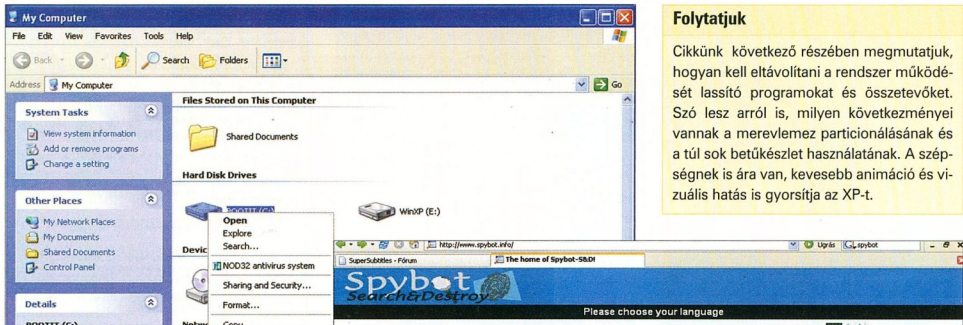 My Computer
File Edit View Favorites Tools Help
Back Search Folders
Address My Computer Go
System Tasks
View system information
Add or remove programs
Change a setting
Other Places
My Network Places
My Documents
Shared Documents
Control Panel
Details
BOOTIT (C:)
Files Stored on This Computer
Shared Documents
Hard Disk Drives
BOOTIT (C:) WinXP (E:)
Open
Explore
Search...
NOD32 antivirus system
Sharing and Security...
Format...
Copy
Devic
Netwo
http://www.spybot.info/ Ugrás spybot
SuperSubtitles - Fórum The home of Spybot-S&D!
Spybot
Search&Destroy
Please choose your language
Folytatjuk
Cikkünk következő részében megmutatjuk,
hogyan kell eltávolítani a rendszer működé-
sét lassító programokat és összetevőket.
Szó lesz arról is, milyen következményei
vannak a merevlemez particionálásának és
a túl sok betűkészlet használatának. A szép-
ségnek is ára van, kevesebb animáció és vi-
zuális hatás is gyorsítja az XP-t.